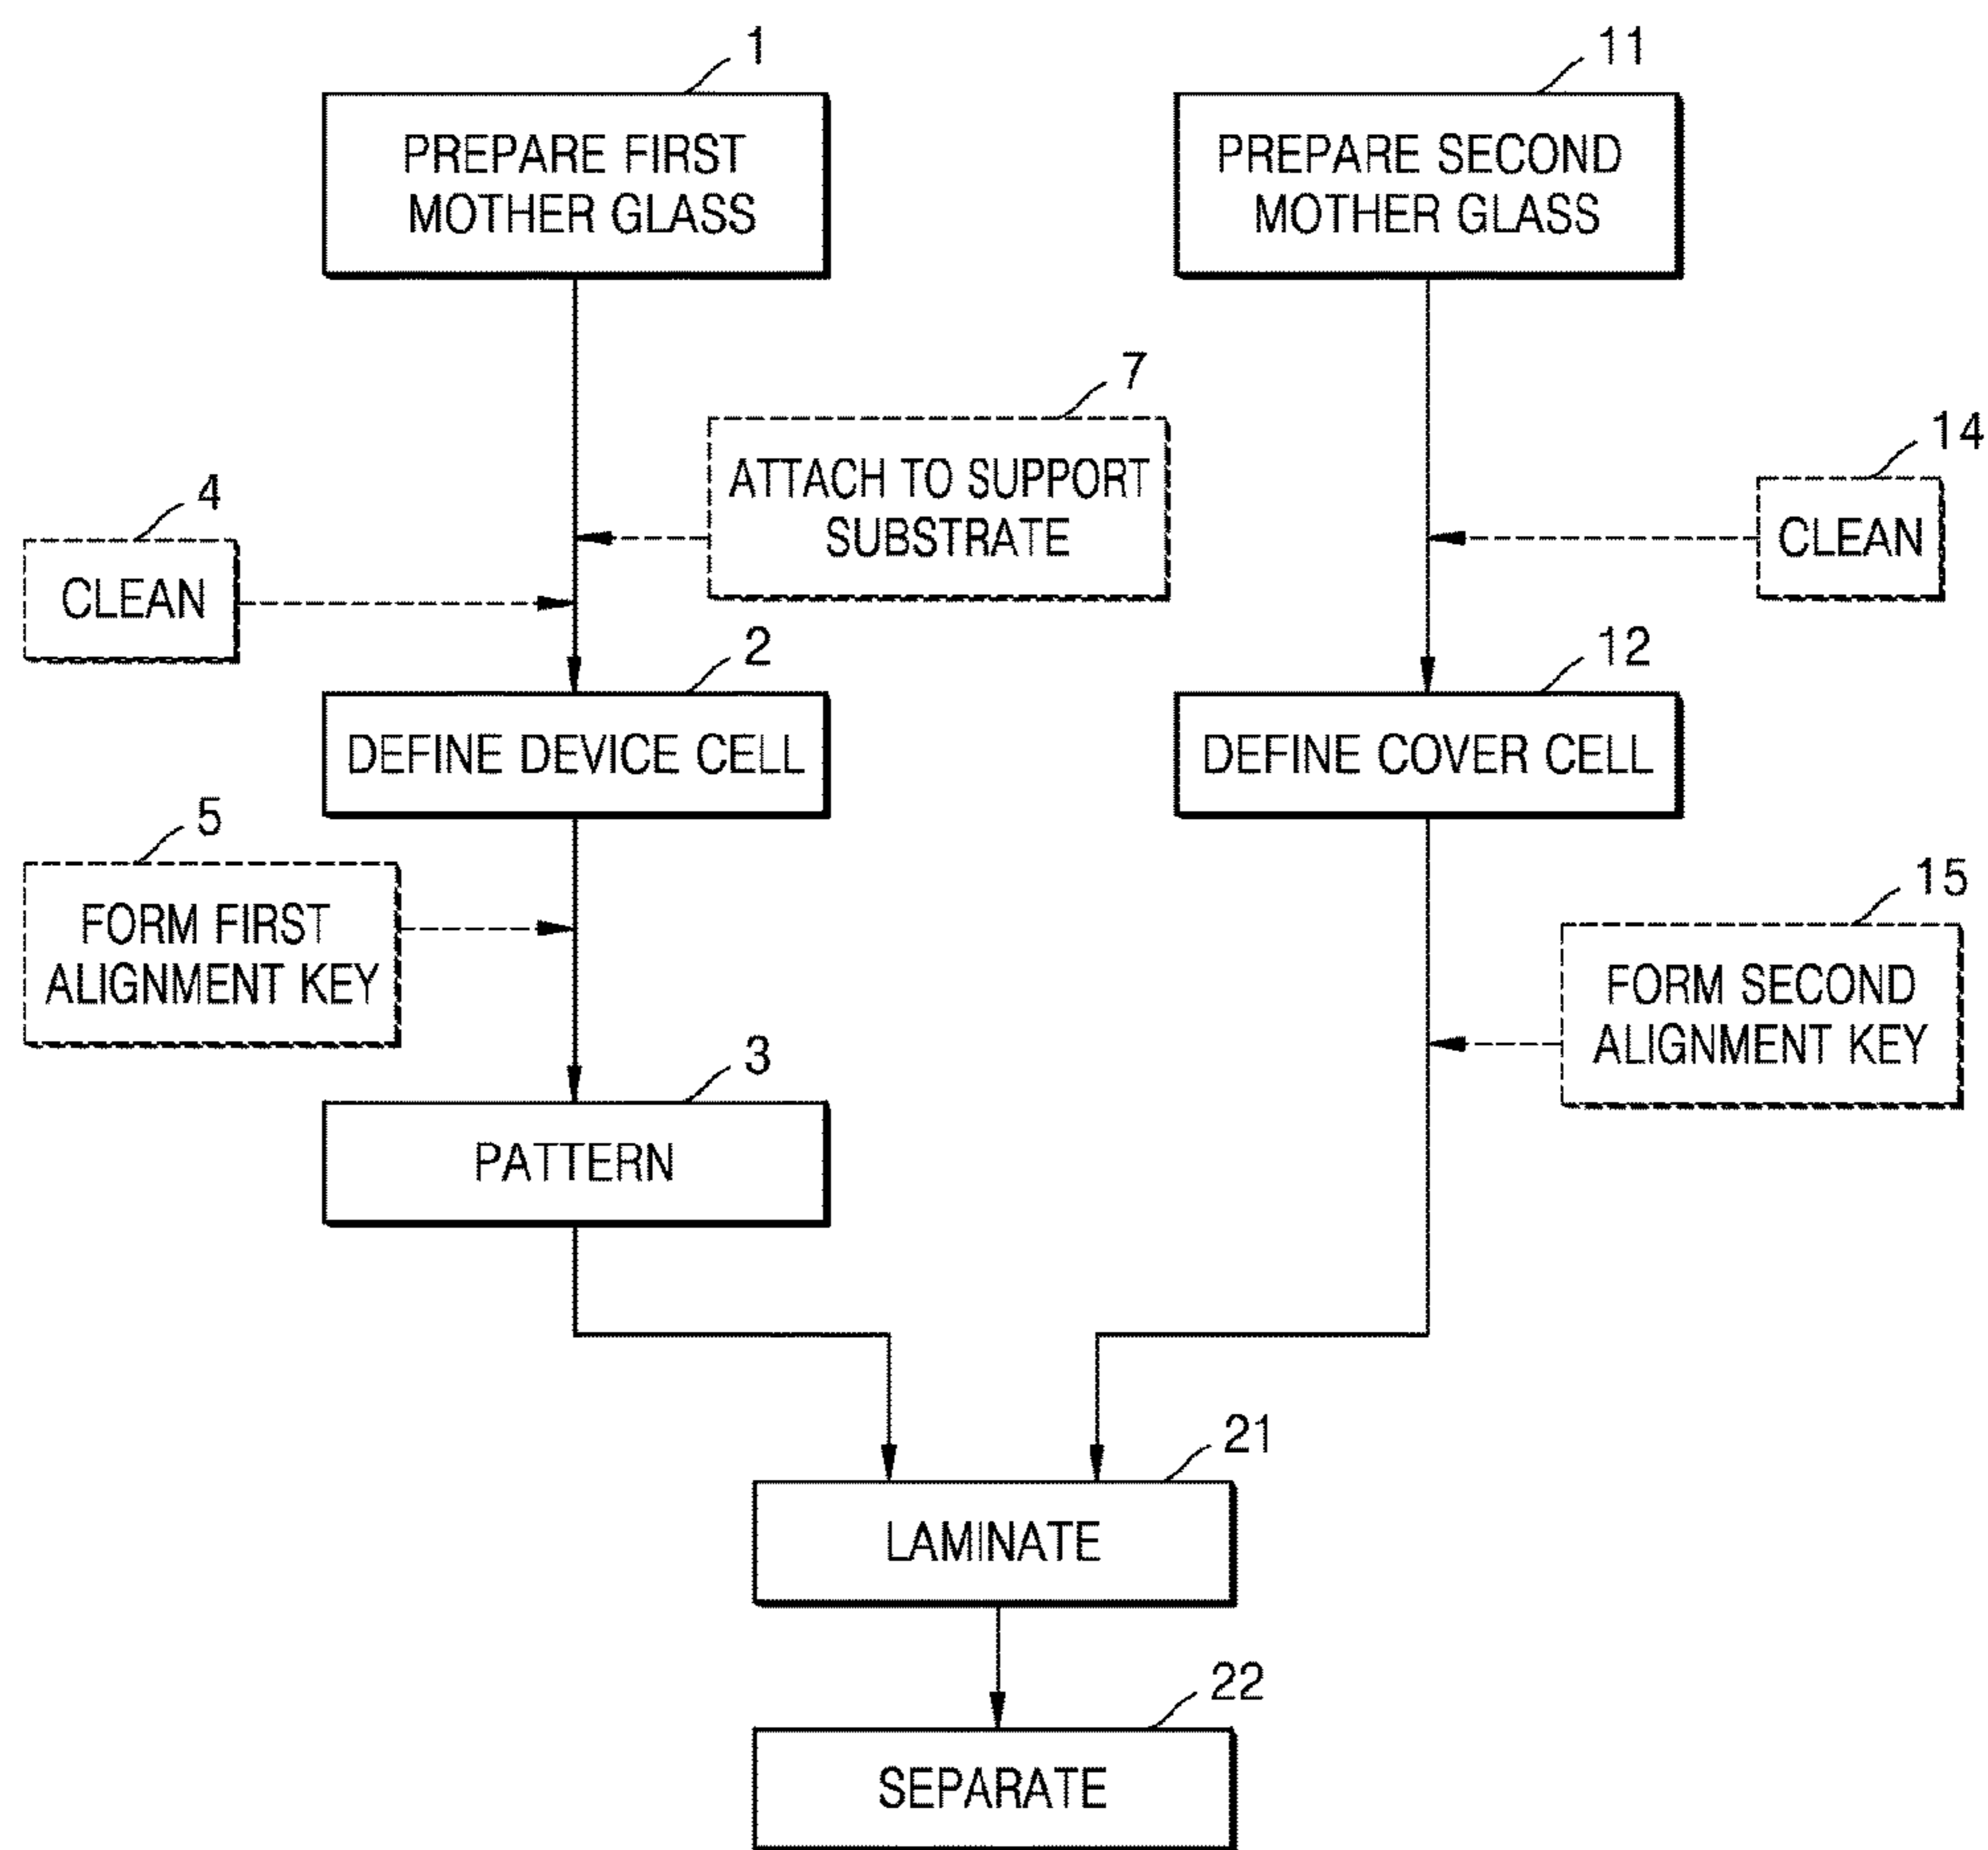 1
PREPARE FIRST
MOTHER GLASS
11
PREPARE SECOND
MOTHER GLASS
7
ATTACH TO SUPPORT
SUBSTRATE
14
CLEAN
4
CLEAN
2
DEFINE DEVICE CELL
12
DEFINE COVER CELL
5
FORM FIRST
ALIGNMENT KEY
15
FORM SECOND
ALIGNMENT KEY
3
PATTERN
21
LAMINATE
22
SEPARATE